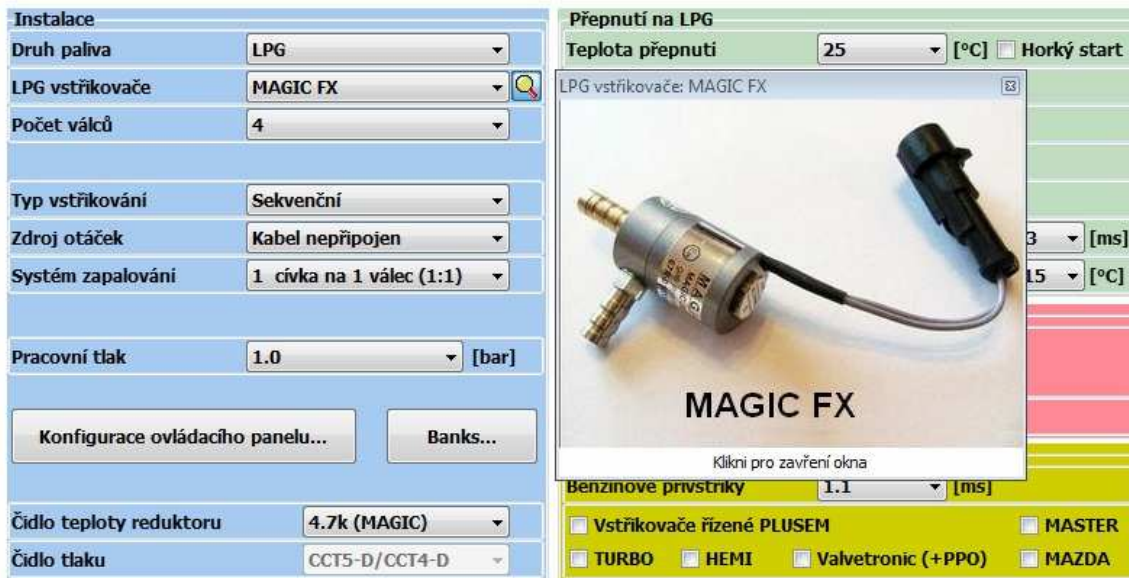 Instalace
Druh paliva LPG
LPG vstřikovače MAGIC FX
Počet válců 4
Typ vstřikování Sekvenční
Zdroj otáček Kabel nepřipojen
Systém zapalování 1 cívka na 1 válec (1:1)
Pracovní tlak 1.0 [bar]
Konfigurace ovládacího panelu... Banks...
Čidlo teploty reduktoru 4.7k (MAGIC)
Čidlo tlaku CCT5-D/CCT4-D
Přepnutí na LPG
Teplota přepnutí 25 [°C] Horký start
LPG vstřikovače: MAGIC FX
MAGIC FX
Klikni pro zavření okna
3 [ms]
15 [°C]
Benzínové přívstřiky 1.1 [ms]
Vstřikovače řízené PLUSEM MASTER
TURBO HEMI Valvetronic (+PPO) MAZDA